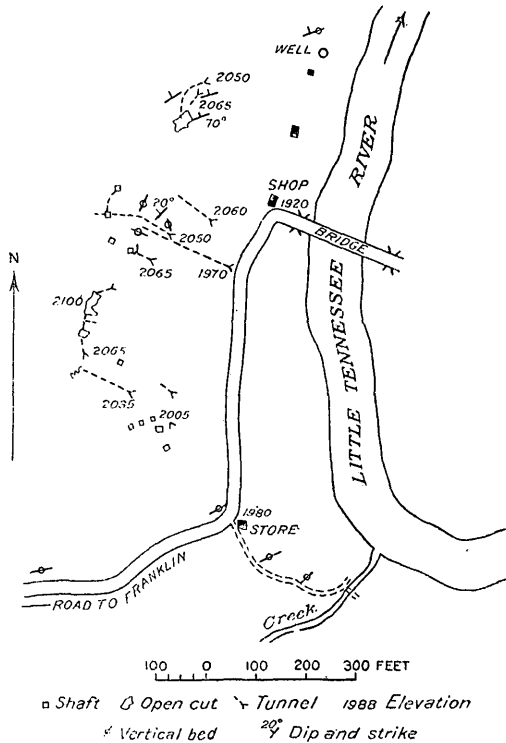 WELL
2050
2065
70°
RIVER
SHOP
1920
20°
2060
2050
BRIDGE
2065
1970
N
2100
2065
2035
2005
LITTLE TENNESSEE
1980
STORE
ROAD TO FRANKLIN
Creek.
100 0 100 200 300 FEET
Shaft Open cut Tunnel 1988 Elevation
Vertical bed 20° Dip and strike